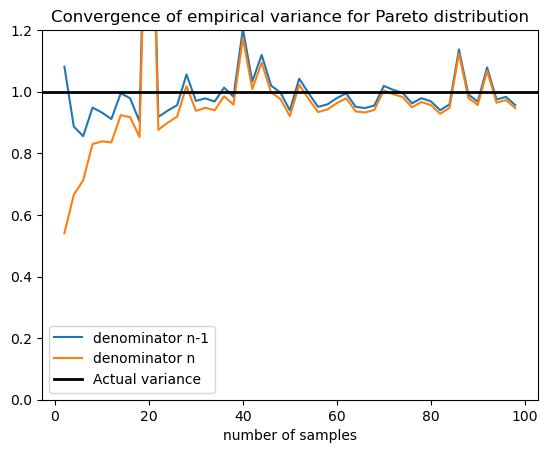 Convergence of empirical variance for Pareto distribution
1.2
1.0
0.8
0.6
0.4
0.2
0.0
denominator n-1
denominator n
Actual variance
0 20 40 60 80 100
number of samples